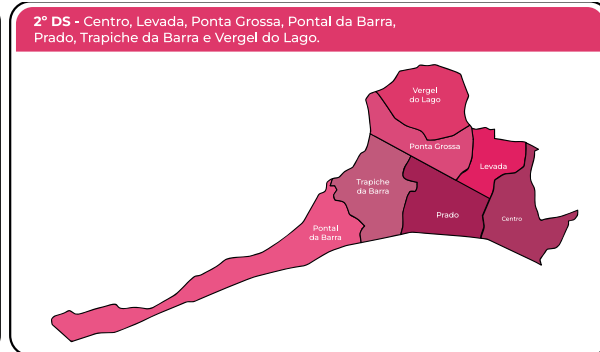 2º DS - Centro, Levada, Ponta Grossa, Pontal da Barra,
Prado, Trapiche da Barra e Vergel do Lago.
Vergel
do Lago
Ponta Grossa
Levada
Trapiche
da Barra
Prado
Centro
Pontal
da Barra